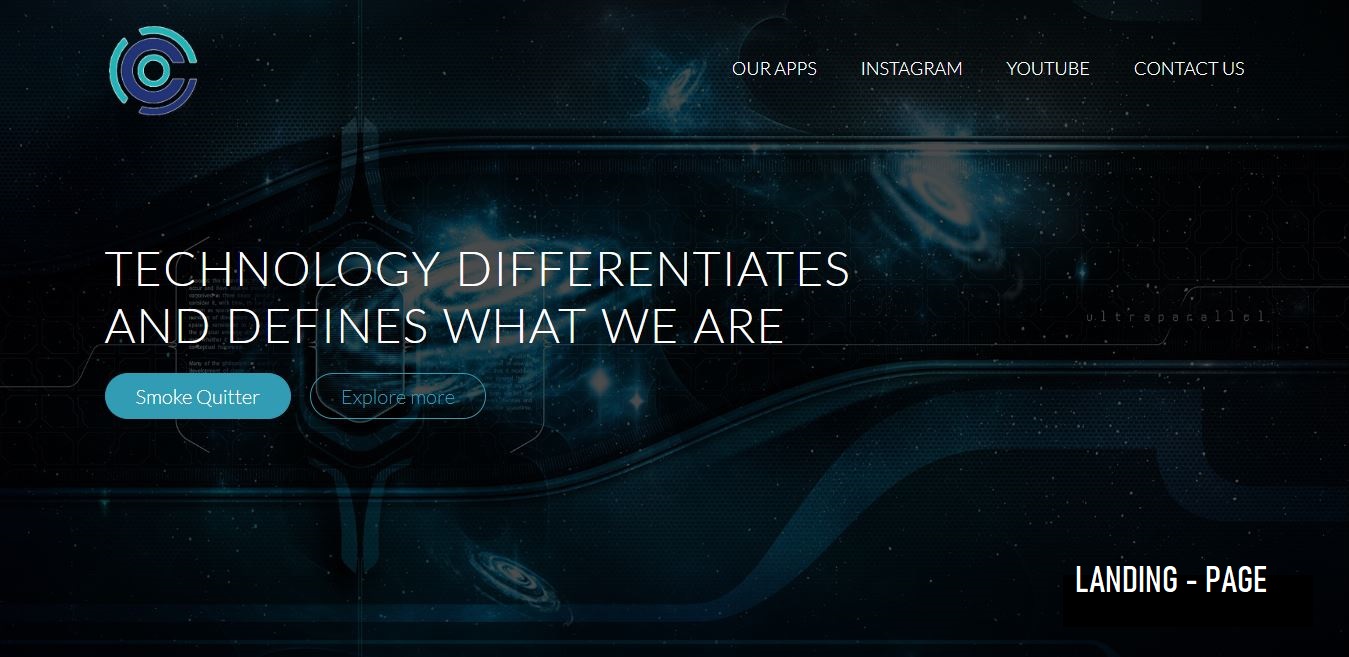 OUR APPS
INSTAGRAM
YOUTUBE
CONTACT US
TECHNOLOGY DIFFERENTIATES
AND DEFINES WHAT WE ARE
ultraparallel
Smoke Quitter
Explore more
LANDING - PAGE